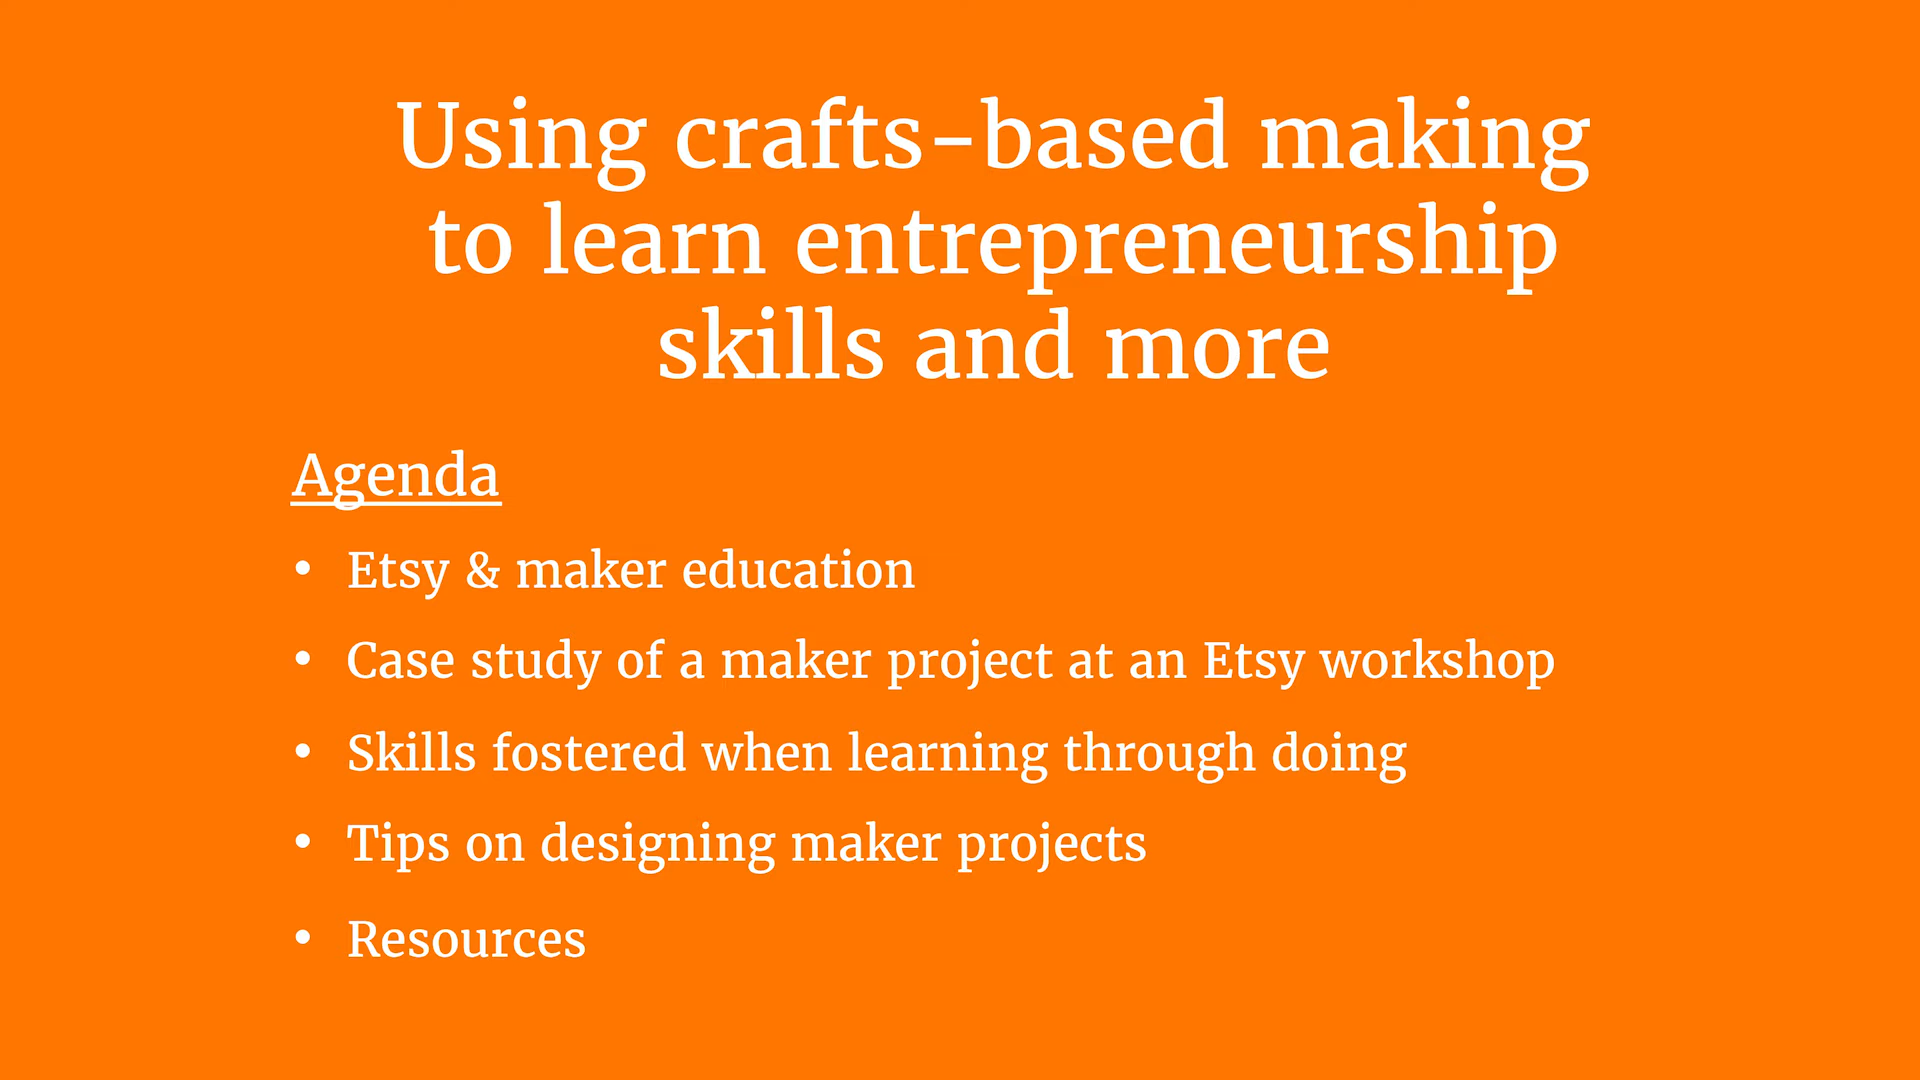 Using crafts-based making
to learn entrepreneurship
skills and more
Agenda
• Etsy & maker education
• Case study of a maker project at an Etsy workshop
• Skills fostered when learning through doing
• Tips on designing maker projects
• Resources